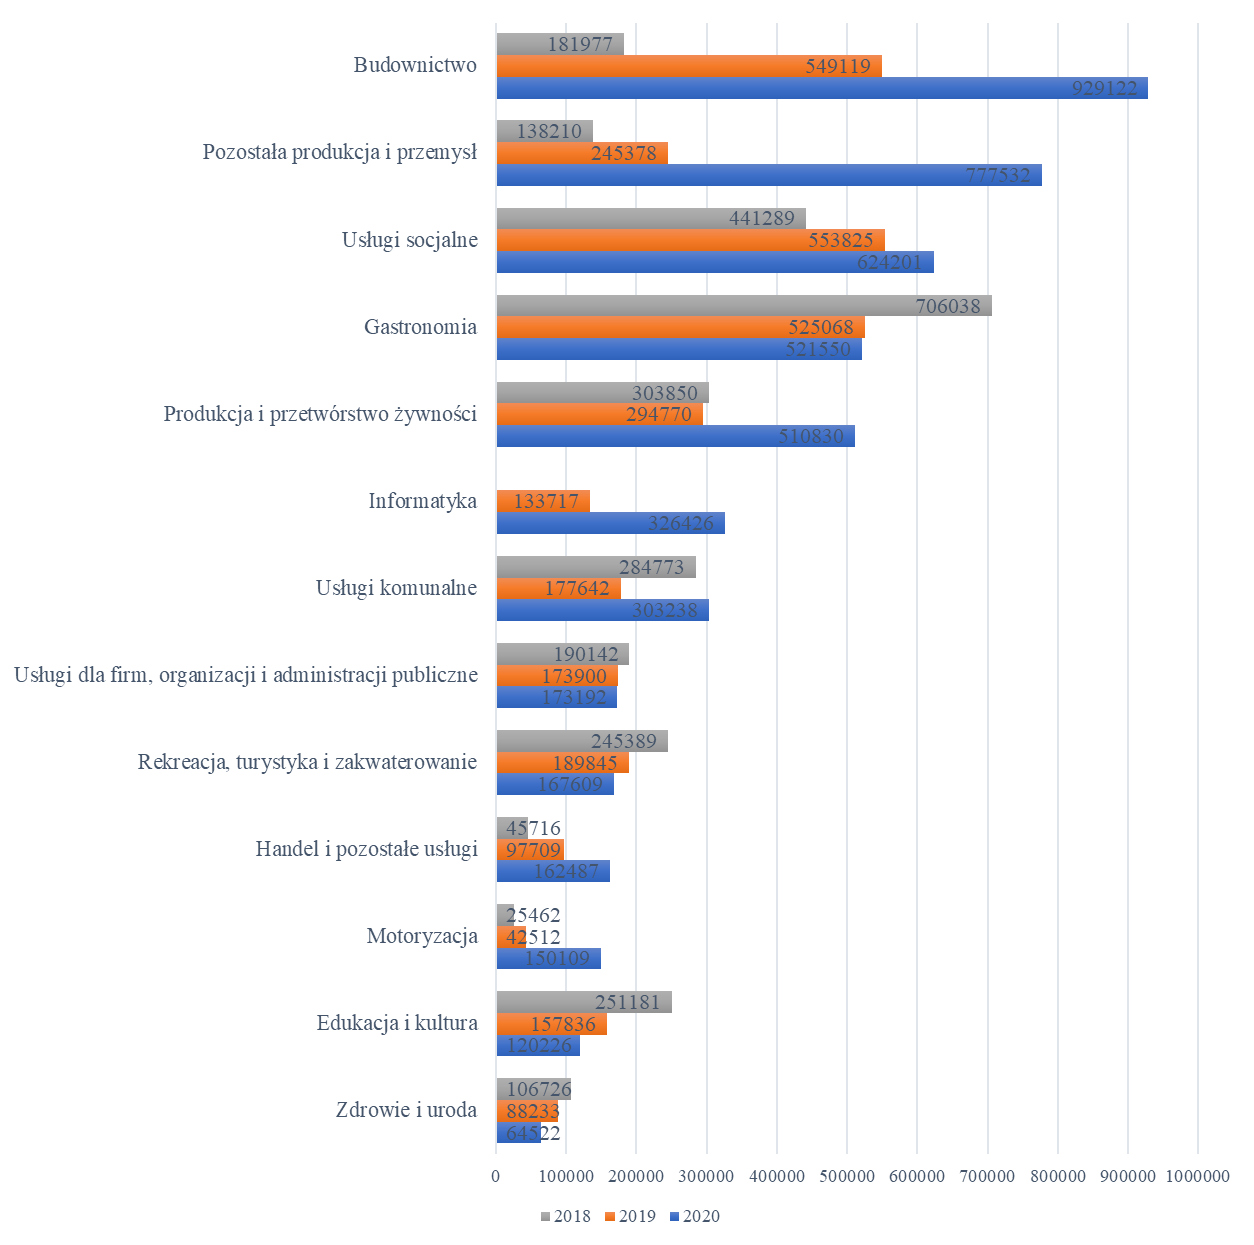 Budownictwo
181977
549119
929122
Pozostała produkcja i przemysł
138210
245378
777532
Usługi socjalne
441289
553825
624201
Gastronomia
706038
525068
521550
Produkcja i przetwórstwo żywności
303850
294770
510830
Informatyka
133717
326426
Usługi komunalne
284773
177642
303238
Usługi dla firm, organizacji i administracji publiczne
190142
173900
173192
Rekreacja, turystyka i zakwaterowanie
245389
189845
167609
Handel i pozostałe usługi
45716
97709
162487
Motoryzacja
25462
42512
150109
Edukacja i kultura
251181
157836
120226
Zdrowie i uroda
106726
88233
64522
0 100000 200000 300000 400000 500000 600000 700000 800000 900000 1000000
2018 2019 2020